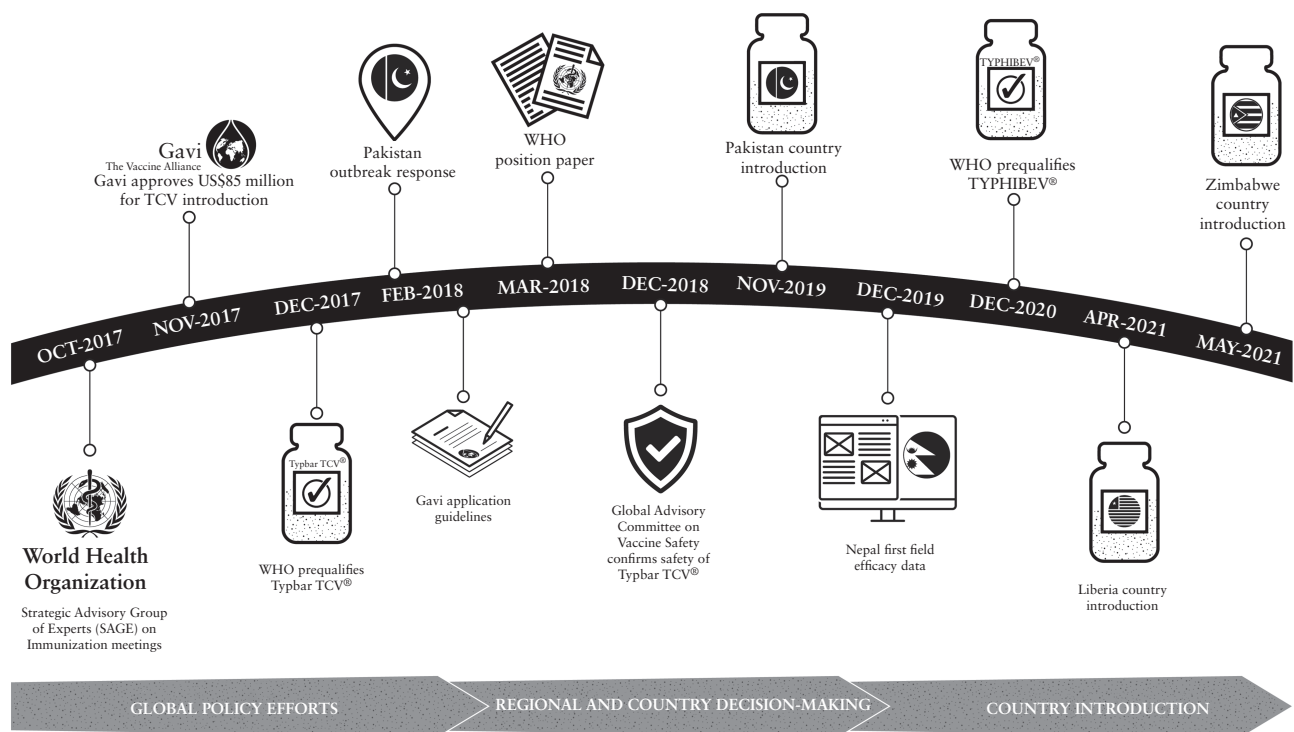 Gavi
The Vaccine Alliance
Gavi approves US$85 million
for TCV introduction
Pakistan
outbreak response
WHO
position paper
Pakistan country
introduction
TYPHIBEV®
WHO prequalifies
TYPHIBEV®
Zimbabwe
country
introduction
OCT-2017
NOV-2017
DEC-2017
FEB-2018
MAR-2018
DEC-2018
NOV-2019
DEC-2019
DEC-2020
APR-2021
MAY-2021
World Health
Organization
Strategic Advisory Group
of Experts (SAGE) on
Immunization meetings
Typbar TCV®
WHO prequalifies
Typbar TCV®
Gavi application
guidelines
Global Advisory
Committee on
Vaccine Safety
confirms safety of
Typbar TCV®
Nepal first field
efficacy data
Liberia country
introduction
GLOBAL POLICY EFFORTS
REGIONAL AND COUNTRY DECISION-MAKING
COUNTRY INTRODUCTION